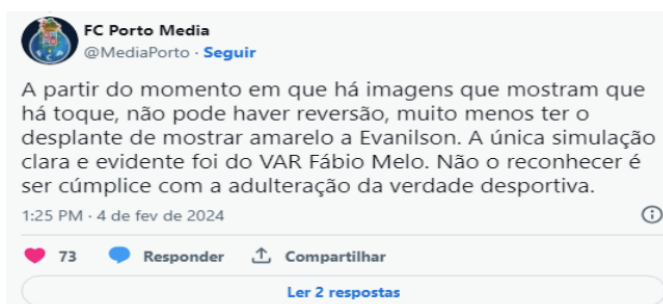 FC Porto Media
@MediaPorto · Seguir
A partir do momento em que há imagens que mostram que
há toque, não pode haver reversão, muito menos ter o
desplante de mostrar amarelo a Evanilson. A única simulação
clara e evidente foi do VAR Fábio Melo. Não o reconhecer é
ser cúmplice com a adulteração da verdade desportiva.
1:25 PM · 4 de fev de 2024
73 Responder Compartilhar
Ler 2 respostas